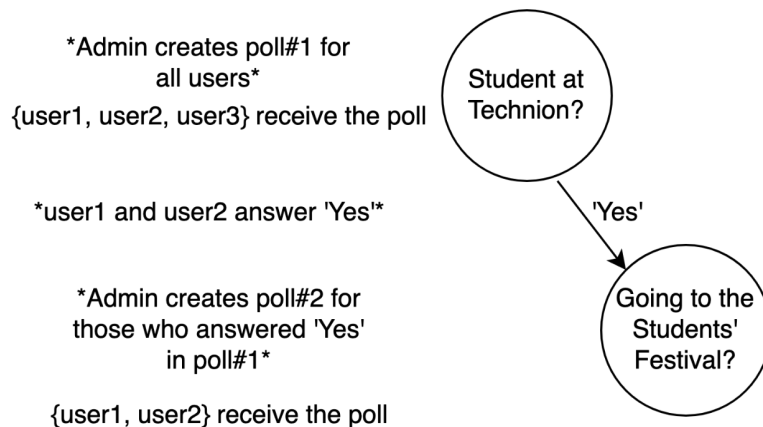 *Admin creates poll#1 for
all users*
{user1, user2, user3} receive the poll
Student at
Technion?
*user1 and user2 answer 'Yes'*
'Yes'
*Admin creates poll#2 for
those who answered 'Yes'
in poll#1*
Going to the
Students'
Festival?
{user1, user2} receive the poll